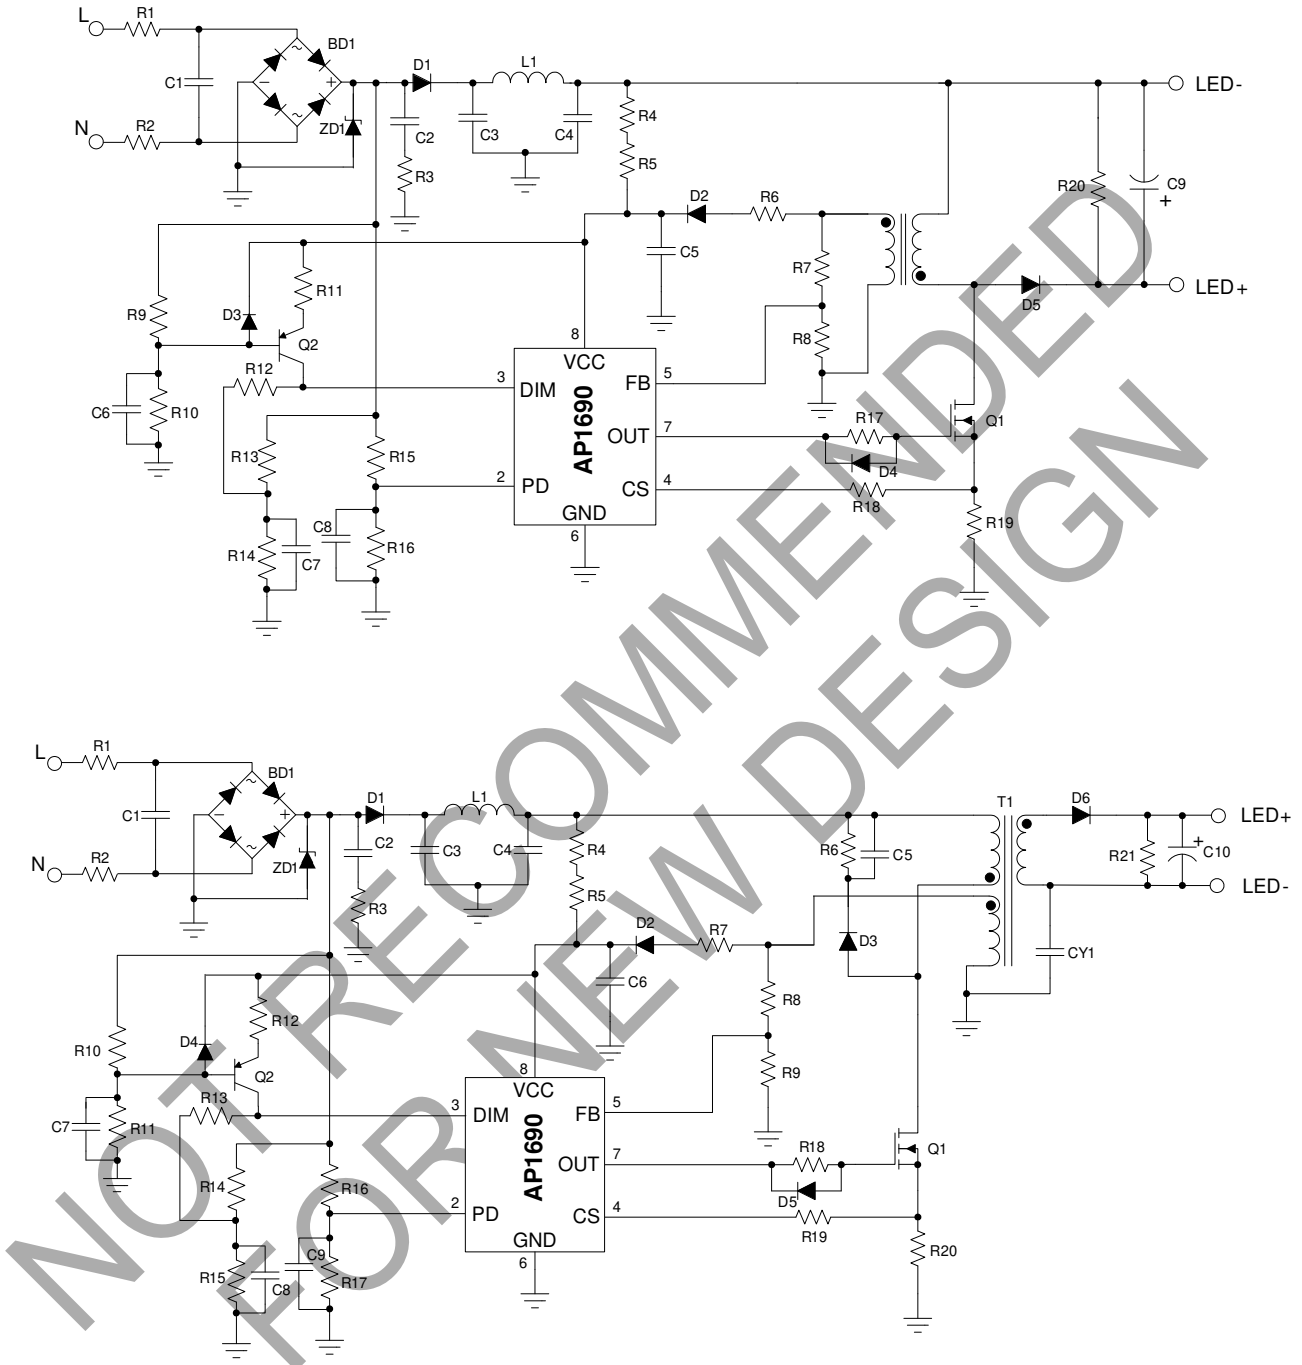 L
R1
BD1
~
D1
L1
C1
−
+
LED-
N
R2
~
ZD1
C2
C3
C4
R4
R3
R5
R20
C9
+
D2
R6
C5
R7
R11
R9
D3
D5
LED+
Q2
8
R8
VCC
R12
3
DIM
FB
5
C6
R10
AP1690
R17
Q1
R13
R15
OUT
7
D4
2
PD
CS
4
R18
GND
C8
R19
R14
C7
R16
6
L
R1
BD1
~
D1
L1
T1
D6
C1
−
+
LED+
N
R2
~
ZD1
C2
C3
C4
R4
R6
C5
R21
+
C10
R3
R5
LED-
D2
R7
D3
CY1
C6
R12
R8
R10
D4
Q2
8
R9
VCC
R13
3
DIM
FB
5
C7
R11
AP1690
R18
Q1
R14
R16
OUT
7
D5
2
PD
CS
4
R19
GND
C9
R20
R15
C8
R17
6
NOT RECOMMENDED
FOR NEW DESIGN